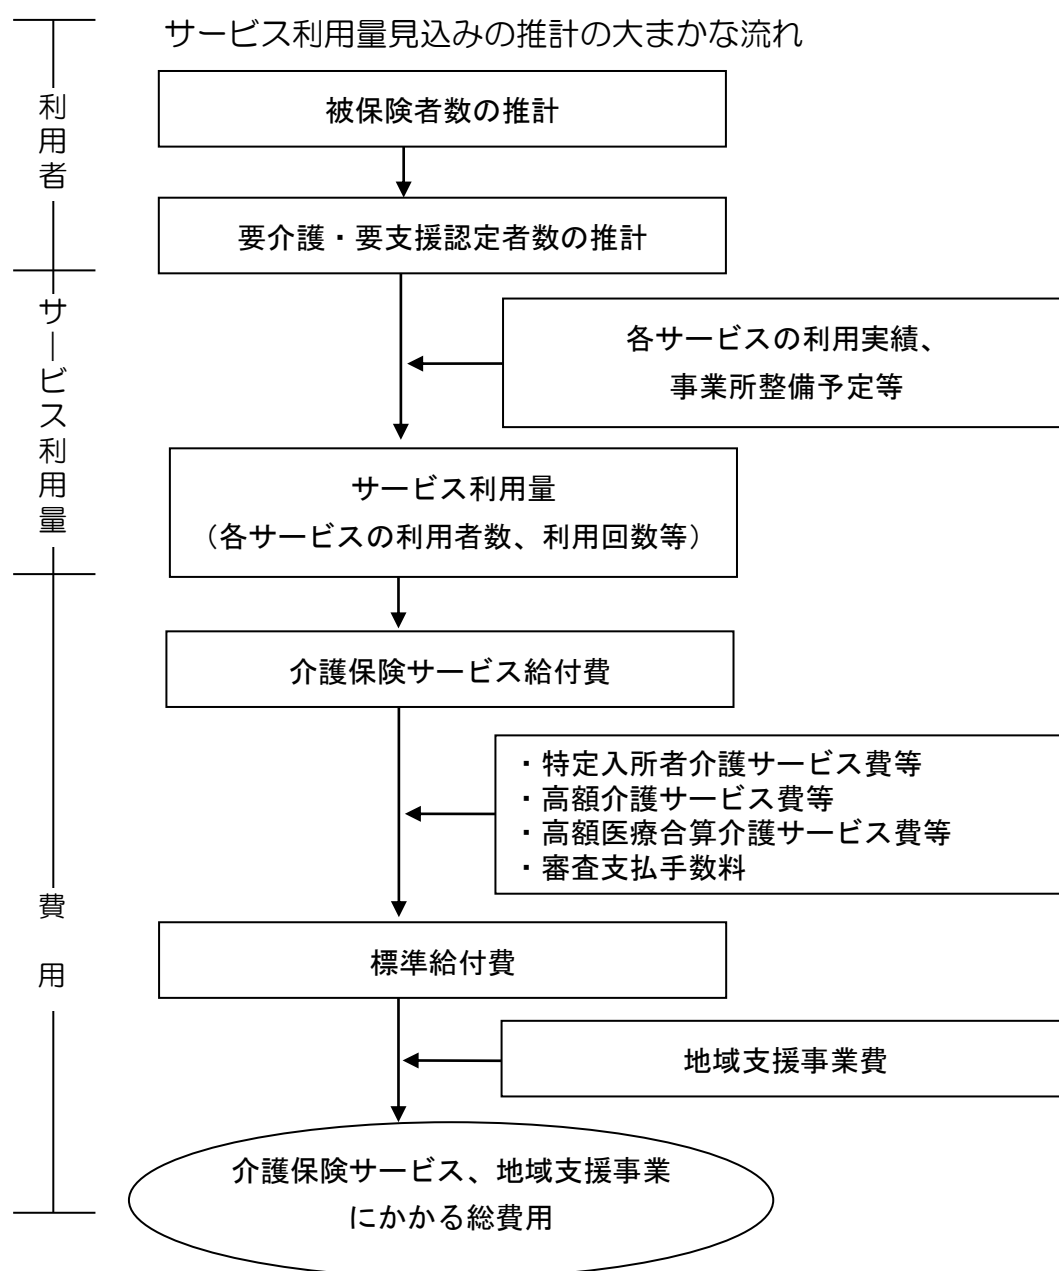 サービス利用量見込みの推計の大まかな流れ
利用者
被保険者数の推計
要介護・要支援認定者数の推計
サービス利用量
各サービスの利用実績、
事業所整備予定等
サービス利用量
（各サービスの利用者数、利用回数等）
費用
介護保険サービス給付費
・特定入所者介護サービス費等
・高額介護サービス費等
・高額医療合算介護サービス費等
・審査支払手数料
標準給付費
地域支援事業費
介護保険サービス、地域支援事業
にかかる総費用